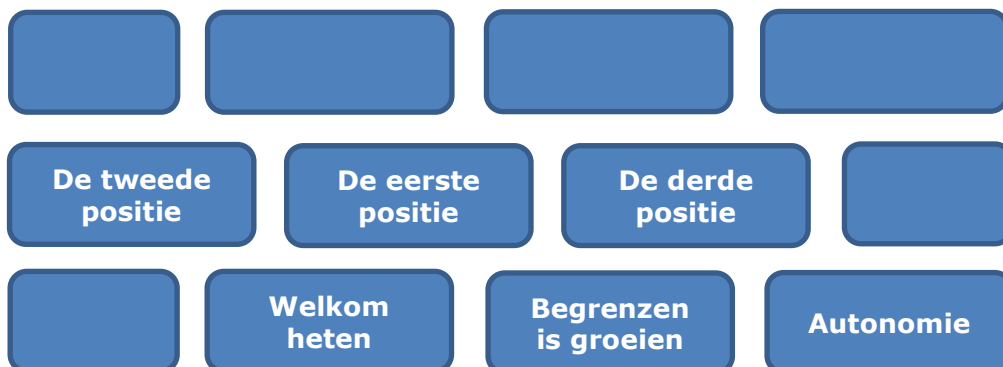 De tweede
positie
De eerste
positie
De derde
positie
Welkom
heten
Begrenzen
is groeien
Autonomie